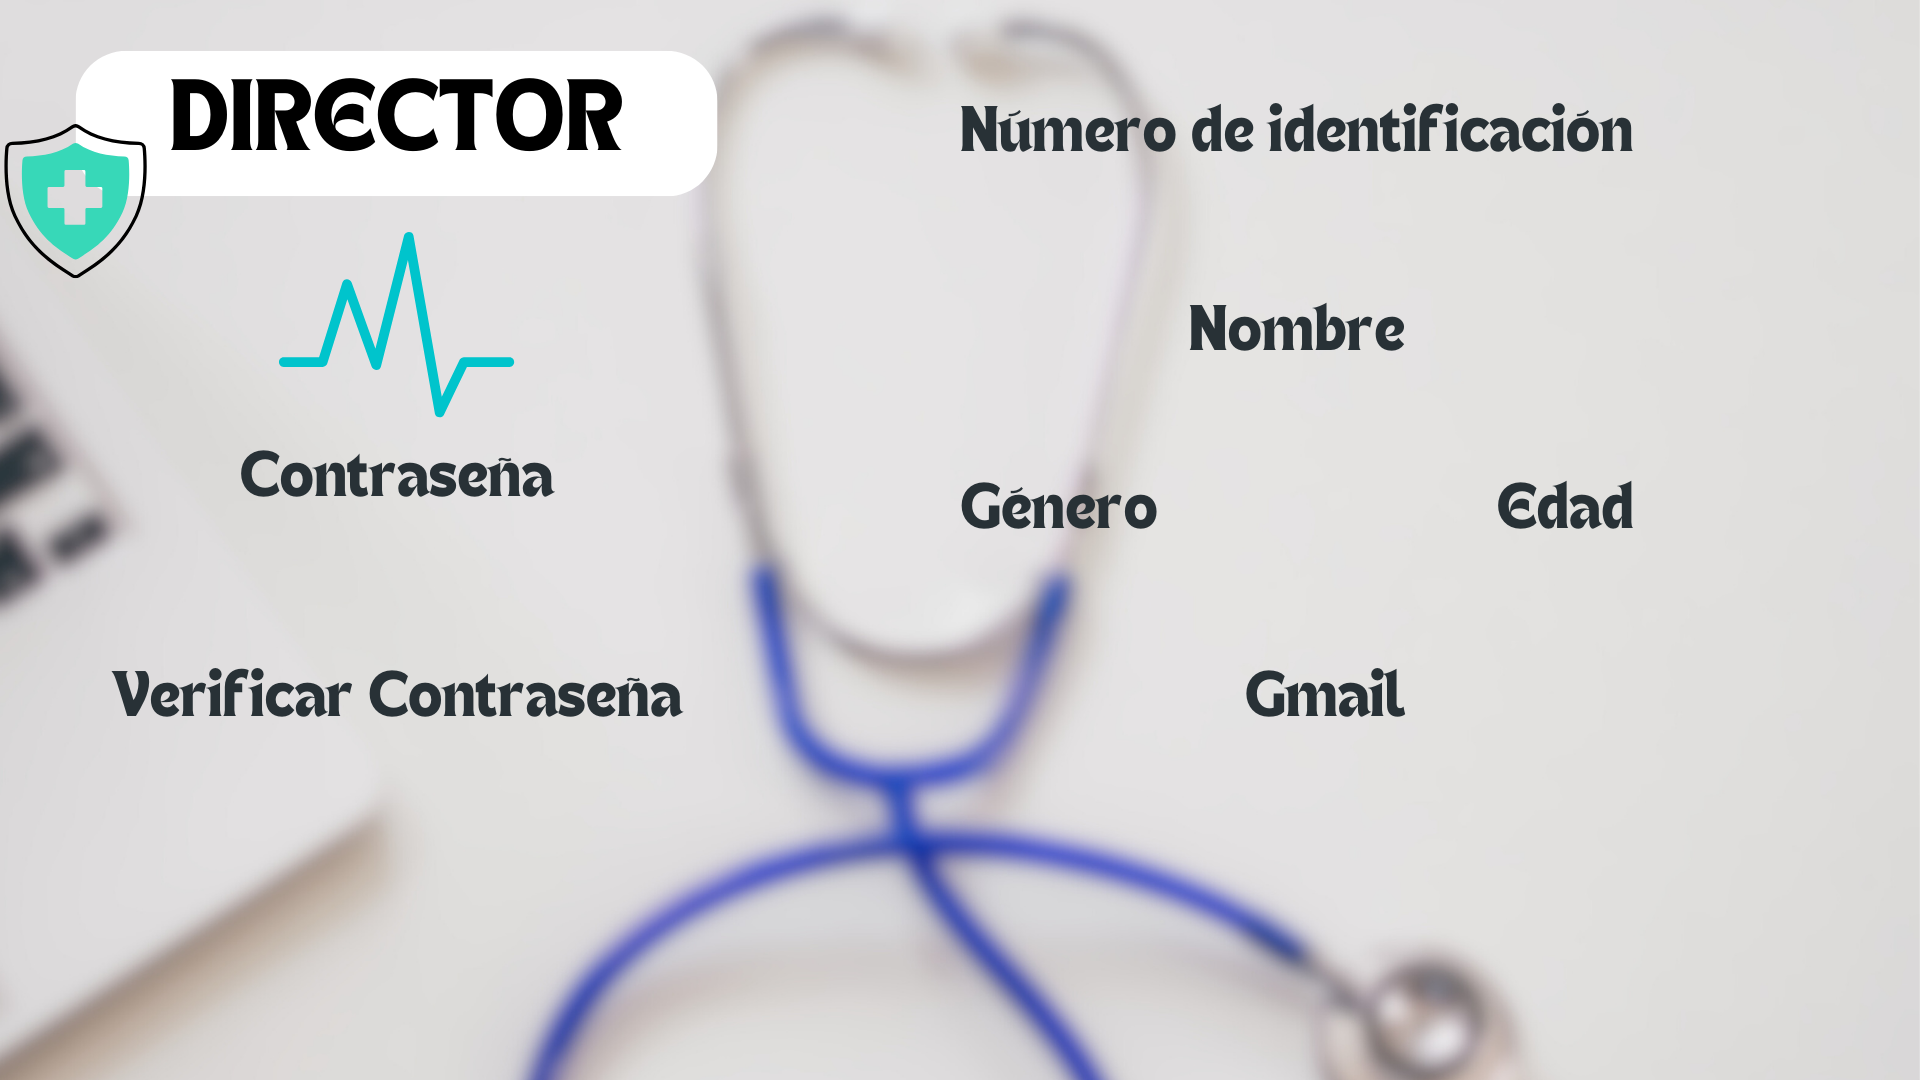 DIRECTOR
Número de identificación
Nombre
Contraseña
Género
Edad
Verificar Contraseña
Gmail